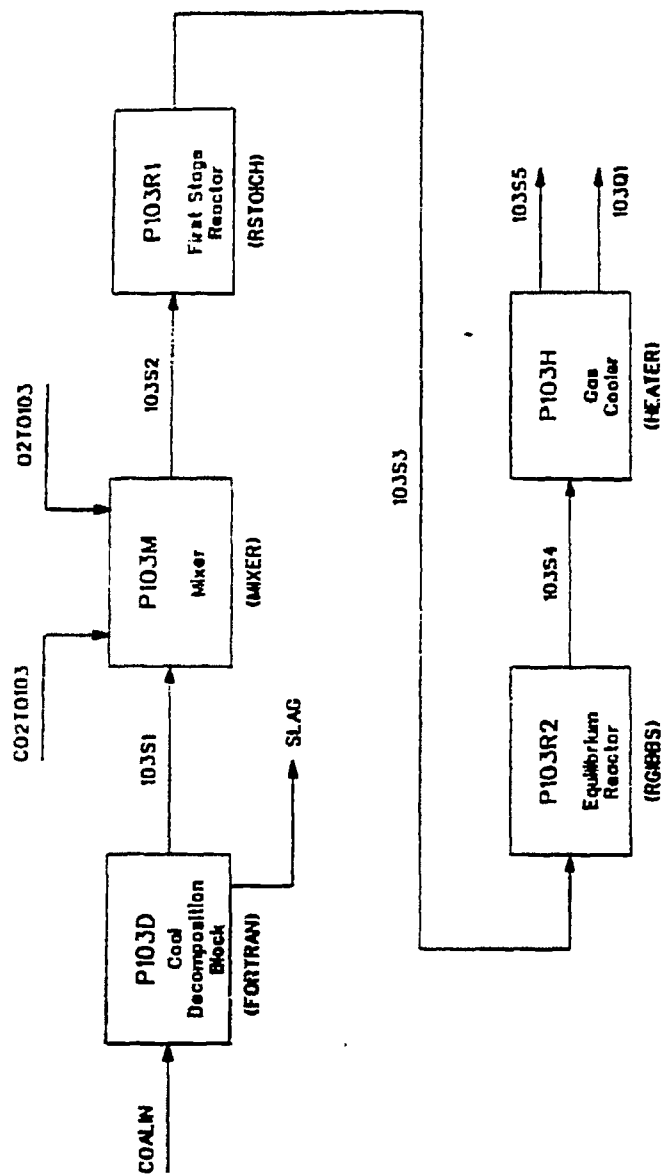 COALIN
P103D
Coal
Decomposition
Block
(FORTRAN)
SLAG
103S1
CO2TO103
O2TO103
P103M
Mixer
(MIXER)
103S2
P103R1
First Stage
Reactor
(RSTOICH)
103S3
P103R2
Equilibrium
Reactor
(RGIBBS)
103S4
P103H
Gas
Cooler
(HEATER)
103S5
103Q1